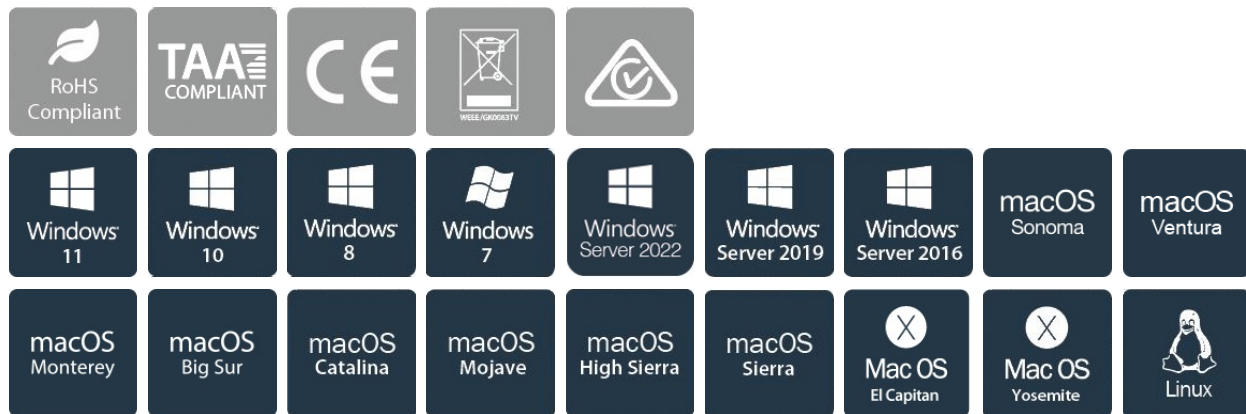 RoHS
Compliant
TAA
COMPLIANT
CE
WEEE/GK0083TV
Windows
11
Windows
10
Windows
8
Windows
7
Windows
Server 2022
Windows
Server 2019
Windows
Server 2016
macOS
Sonoma
macOS
Ventura
macOS
Monterey
macOS
Big Sur
macOS
Catalina
macOS
Mojave
macOS
High Sierra
macOS
Sierra
X
Mac OS
El Capitan
X
Mac OS
Yosemite
Linux